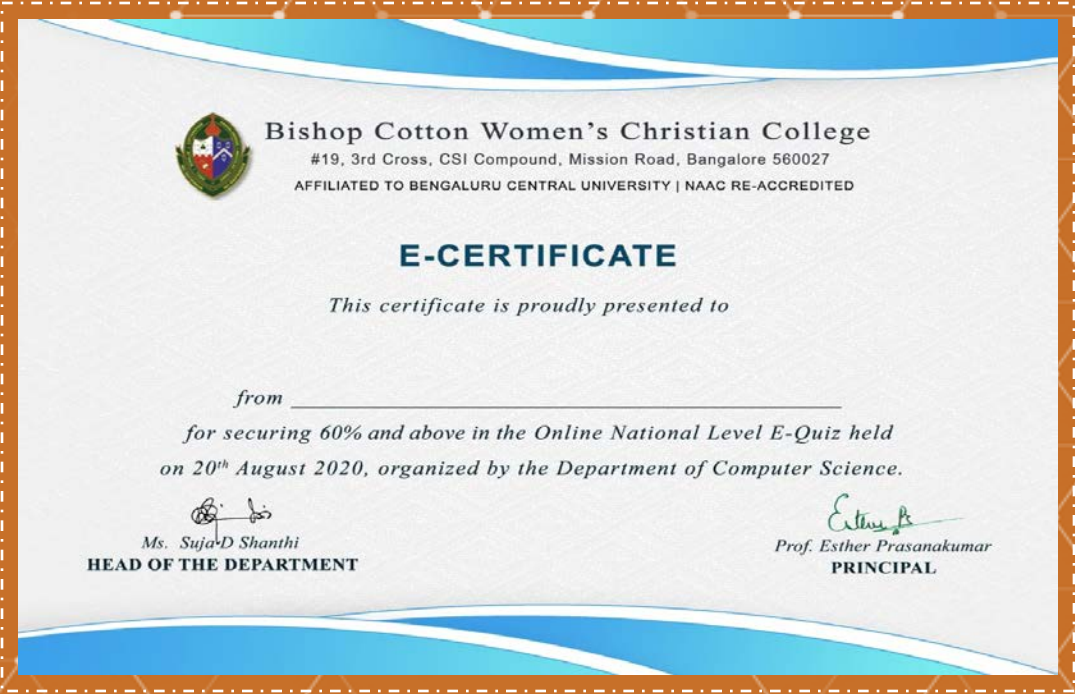 Bishop Cotton Women's Christian College
#19, 3rd Cross, CSI Compound, Mission Road, Bangalore 560027
AFFILIATED TO BENGALURU CENTRAL UNIVERSITY | NAAC RE-ACCREDITED
E-CERTIFICATE
This certificate is proudly presented to
from
for securing 60% and above in the Online National Level E-Quiz held
on 20th August 2020, organized by the Department of Computer Science.
Ms. Suja D Shanthi
HEAD OF THE DEPARTMENT
Prof. Esther Prasanakumar
PRINCIPAL